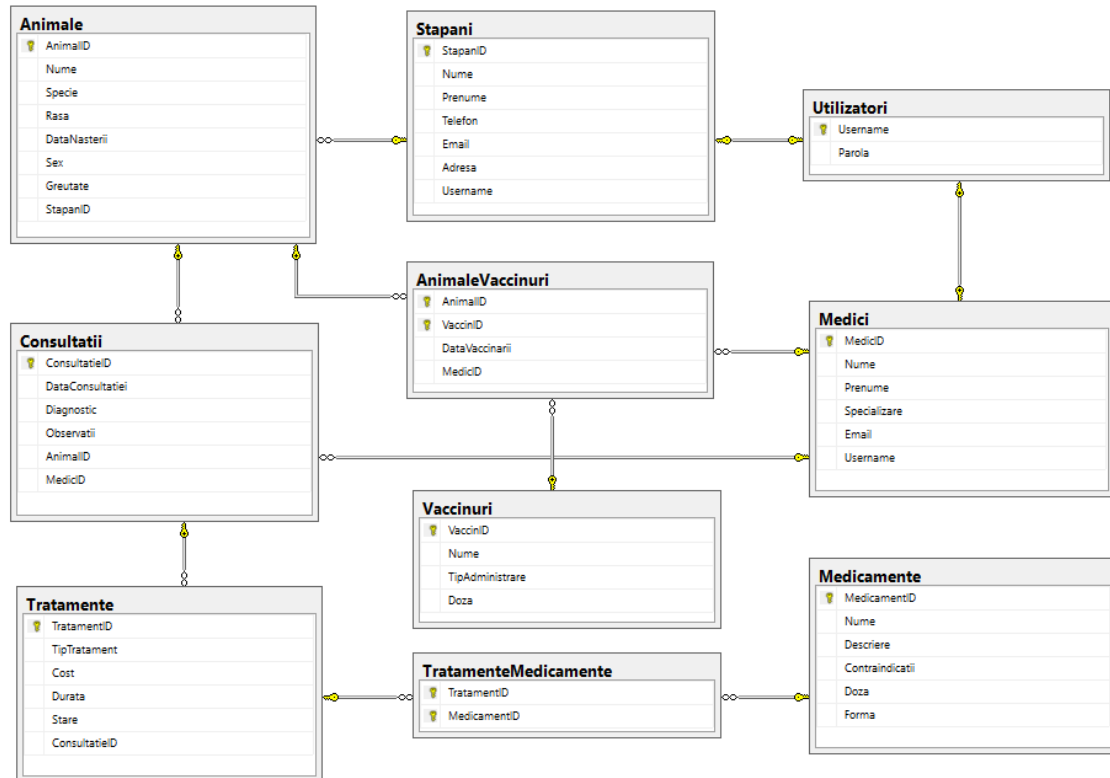 Animale
AnimalID
Nume
Specie
Rasa
DataNasterii
Sex
Greutate
StapanID
Stapani
StapanID
Nume
Prenume
Telefon
Email
Adresa
Username
Utilizatori
Username
Parola
AnimaleVaccinuri
AnimalID
VaccinID
DataVaccinarii
MedicID
Medici
MedicID
Nume
Prenume
Specializare
Email
Username
Consultatii
ConsultatieID
DataConsultatiei
Diagnostic
Observatii
AnimalID
MedicID
Vaccinuri
VaccinID
Nume
TipAdministrare
Doza
Medicamente
MedicamentID
Nume
Descriere
Contraindicatii
Doza
Forma
Tratamente
TratamentID
TipTratament
Cost
Durata
Stare
ConsultatieID
TratamenteMedicamente
TratamentID
MedicamentID